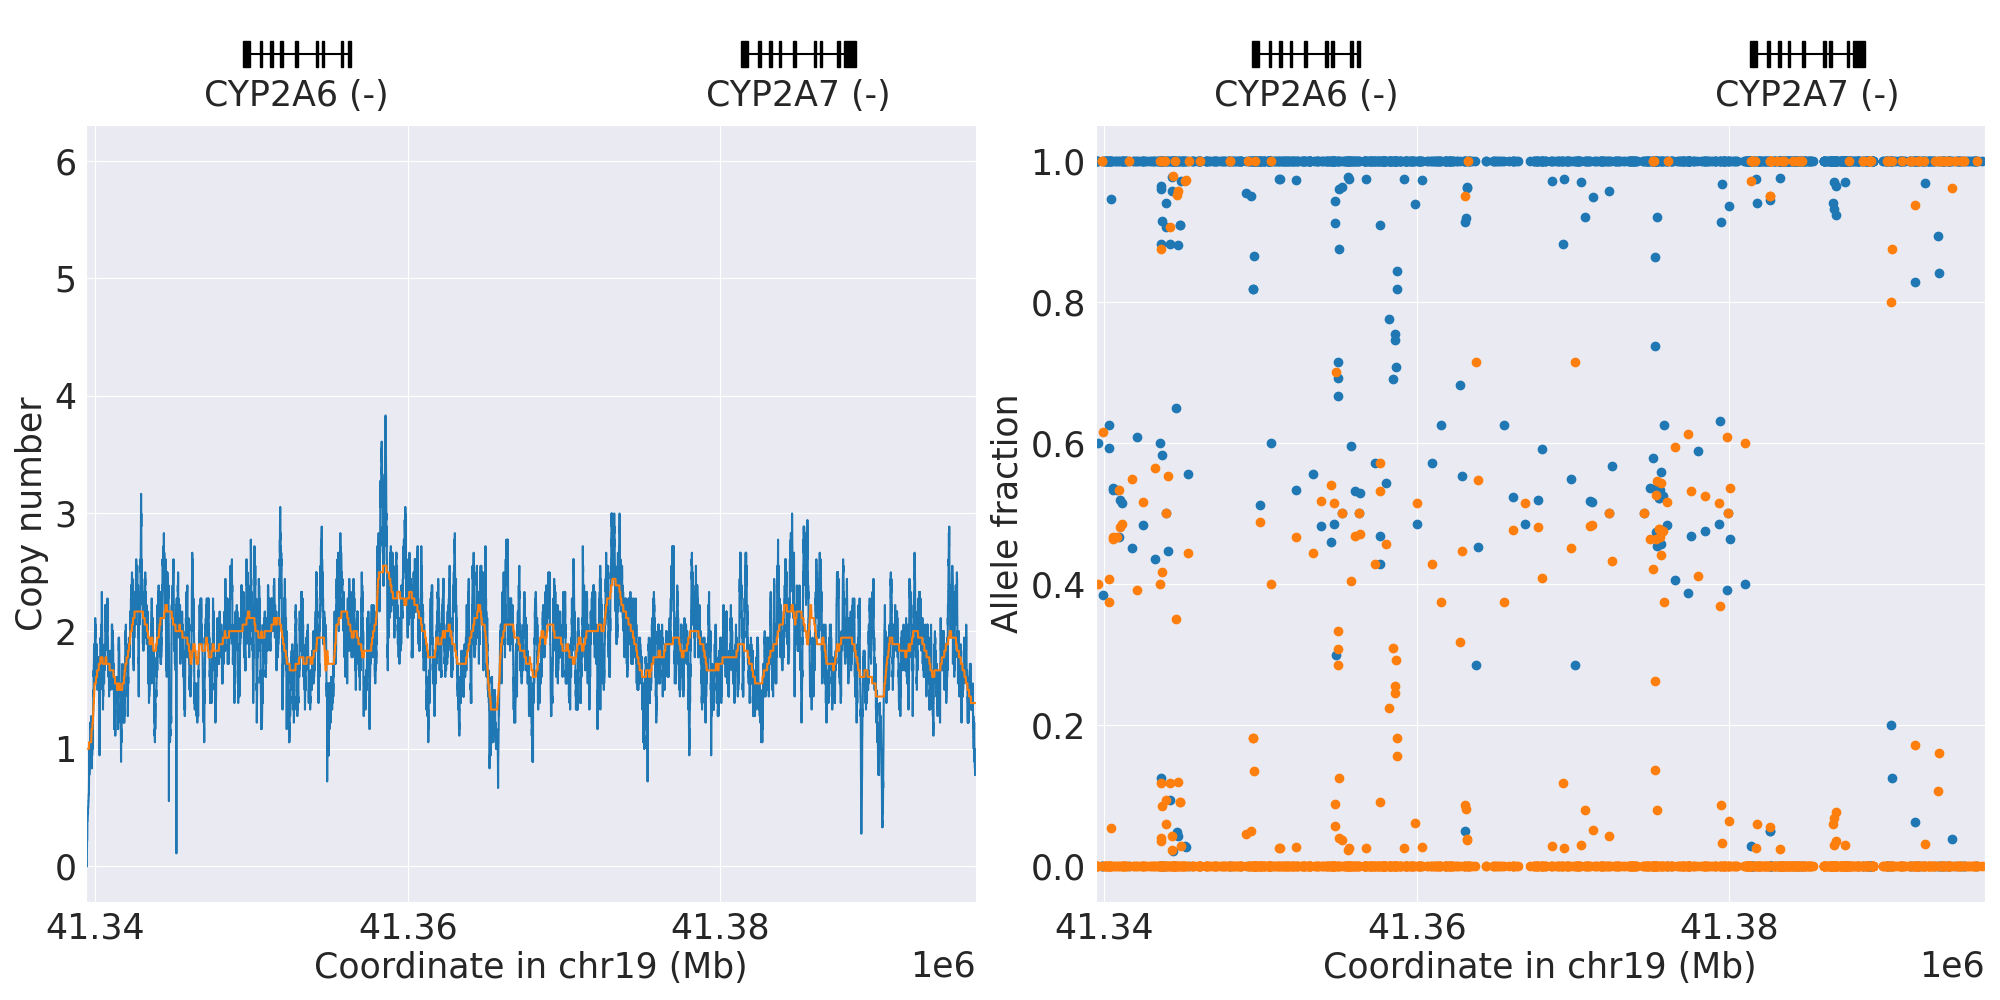 CYP2A6 (-) CYP2A7 (-)
6
5
4
3
2
1
0
Copy number
41.34 41.36 41.38
Coordinate in chr19 (Mb)
1e6
CYP2A6 (-) CYP2A7 (-)
1.0
0.8
0.6
0.4
0.2
0.0
Allele fraction
41.34 41.36 41.38
Coordinate in chr19 (Mb)
1e6